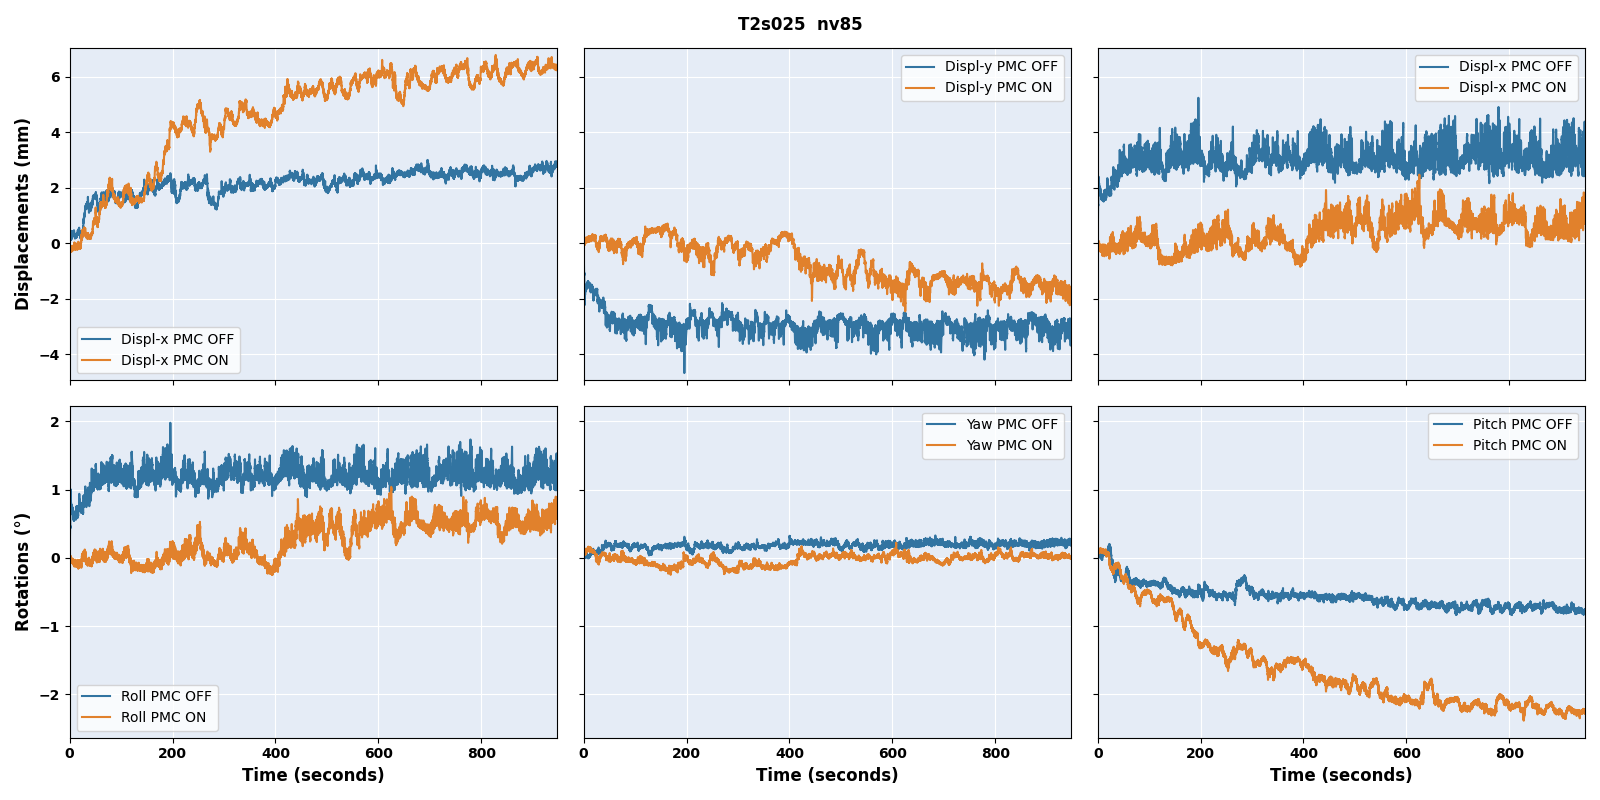 T2s025  nv85
Displacements (mm)
6
4
2
0
−2
−4
Displ-x PMC OFF
Displ-x PMC ON
Displ-y PMC OFF
Displ-y PMC ON
Displ-x PMC OFF
Displ-x PMC ON
Rotations (°)
2
1
0
−1
−2
Roll PMC OFF
Roll PMC ON
Yaw PMC OFF
Yaw PMC ON
Pitch PMC OFF
Pitch PMC ON
0 200 400 600 800
0 200 400 600 800
0 200 400 600 800
Time (seconds)
Time (seconds)
Time (seconds)